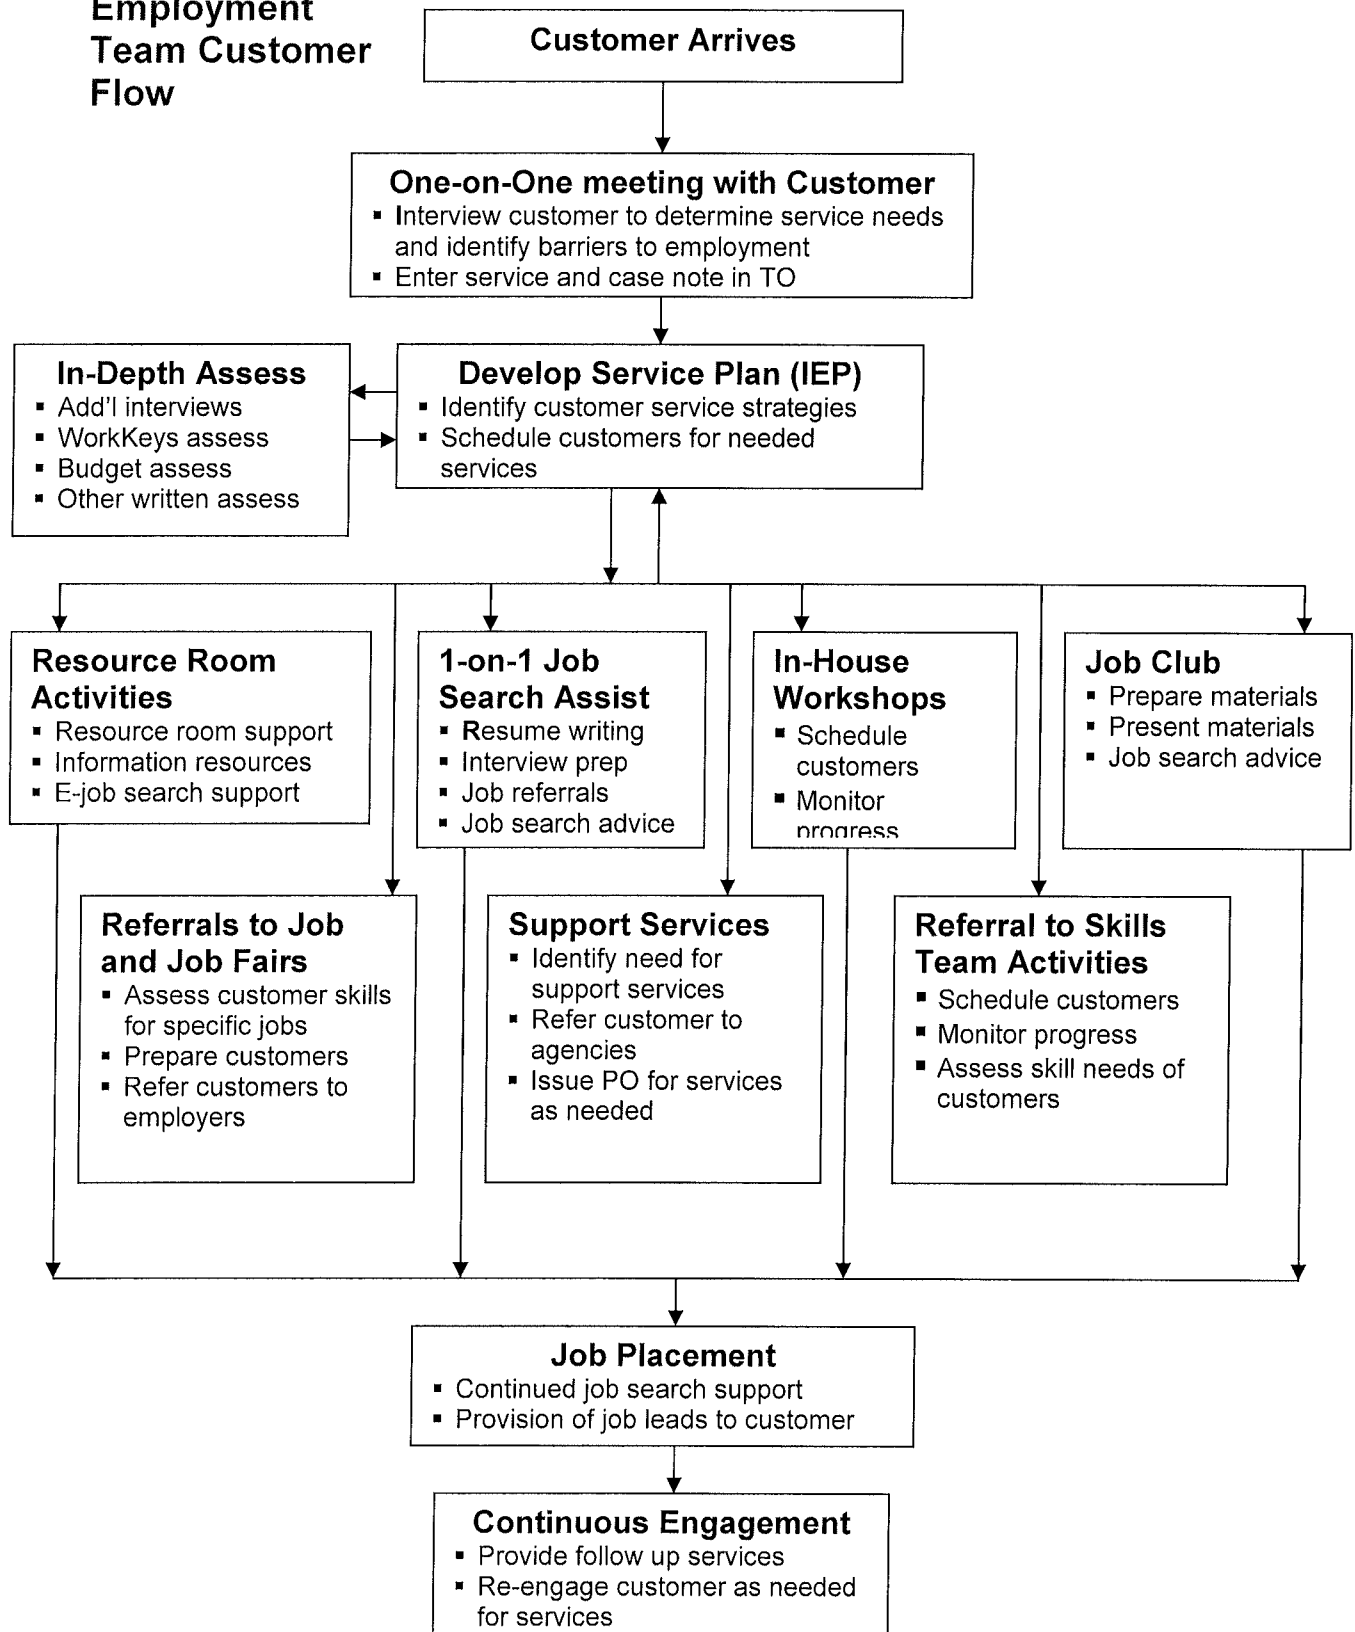 Employment
Team Customer
Flow
Customer Arrives
One-on-One meeting with Customer
▪ Interview customer to determine service needs
and identify barriers to employment
▪ Enter service and case note in TO
In-Depth Assess
▪ Add'l interviews
▪ WorkKeys assess
▪ Budget assess
▪ Other written assess
Develop Service Plan (IEP)
▪ Identify customer service strategies
▪ Schedule customers for needed
services
Resource Room
Activities
▪ Resource room support
▪ Information resources
▪ E-job search support
1-on-1 Job
Search Assist
▪ Resume writing
▪ Interview prep
▪ Job referrals
▪ Job search advice
In-House
Workshops
▪ Schedule
customers
▪ Monitor
progress
Job Club
▪ Prepare materials
▪ Present materials
▪ Job search advice
Referrals to Job
and Job Fairs
▪ Assess customer skills
for specific jobs
▪ Prepare customers
▪ Refer customers to
employers
Support Services
▪ Identify need for
support services
▪ Refer customer to
agencies
▪ Issue PO for services
as needed
Referral to Skills
Team Activities
▪ Schedule customers
▪ Monitor progress
▪ Assess skill needs of
customers
Job Placement
▪ Continued job search support
▪ Provision of job leads to customer
Continuous Engagement
▪ Provide follow up services
▪ Re-engage customer as needed
for services